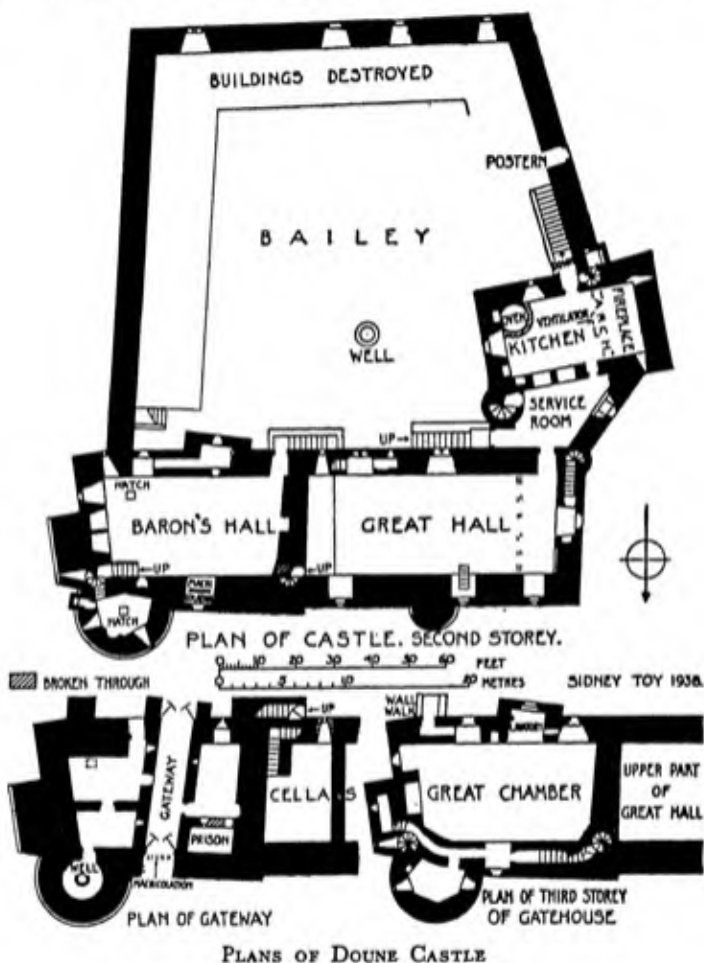 BUILDINGS DESTROYED
POSTERN
BAILEY
WELL
OVEN
VENTILATOR
KITCHEN
FIREPLACE
SERVICE
ROOM
UP
HATCH
BARON'S HALL
GREAT HALL
UP
UP
HATCH
PLAN OF CASTLE. SECOND STOREY.
BROKEN THROUGH
0 10 20 30 40 50 60 FEET
0 5 10 20 METRES
SIDNEY TOY 1938.
GATEWAY
PRISON
WELL
MACHICOLATION
PLAN OF GATEWAY
UP
CELLARS
WALL
WALK
GREAT CHAMBER
UPPER PART
OF
GREAT HALL
PLAN OF THIRD STOREY
OF GATEHOUSE
PLANS OF DOUNE CASTLE